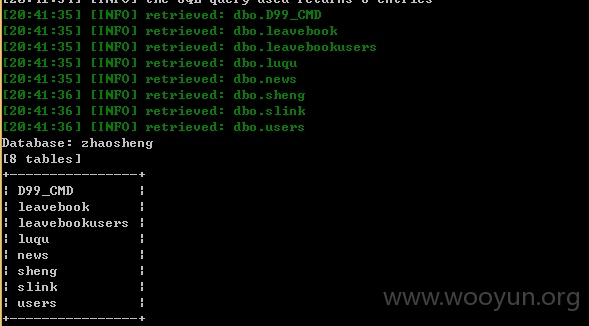 [20:41:34] [INFO] the SQL query used returns 8 entries
[20:41:35] [INFO] retrieved: dbo.D99_CMD
[20:41:35] [INFO] retrieved: dbo.leavebook
[20:41:35] [INFO] retrieved: dbo.leavebookusers
[20:41:35] [INFO] retrieved: dbo.luqu
[20:41:35] [INFO] retrieved: dbo.news
[20:41:36] [INFO] retrieved: dbo.sheng
[20:41:36] [INFO] retrieved: dbo.slink
[20:41:36] [INFO] retrieved: dbo.users
Database: zhaosheng
[8 tables]
+----------------+
| D99_CMD |
| leavebook |
| leavebookusers |
| luqu |
| news |
| sheng |
| slink |
| users |
+----------------+
www.wooyun.org